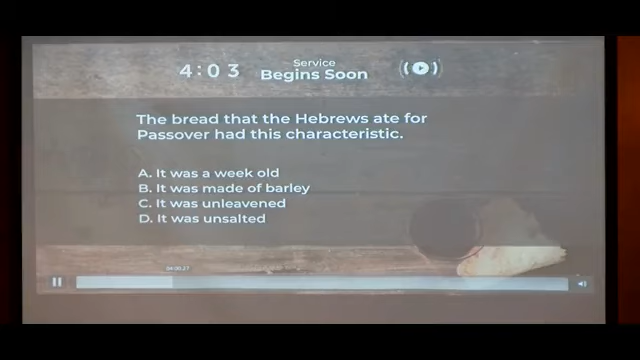 4:03
Service
Begins Soon
The bread that the Hebrews ate for
Passover had this characteristic.
A. It was a week old
B. It was made of barley
C. It was unleavened
D. It was unsalted